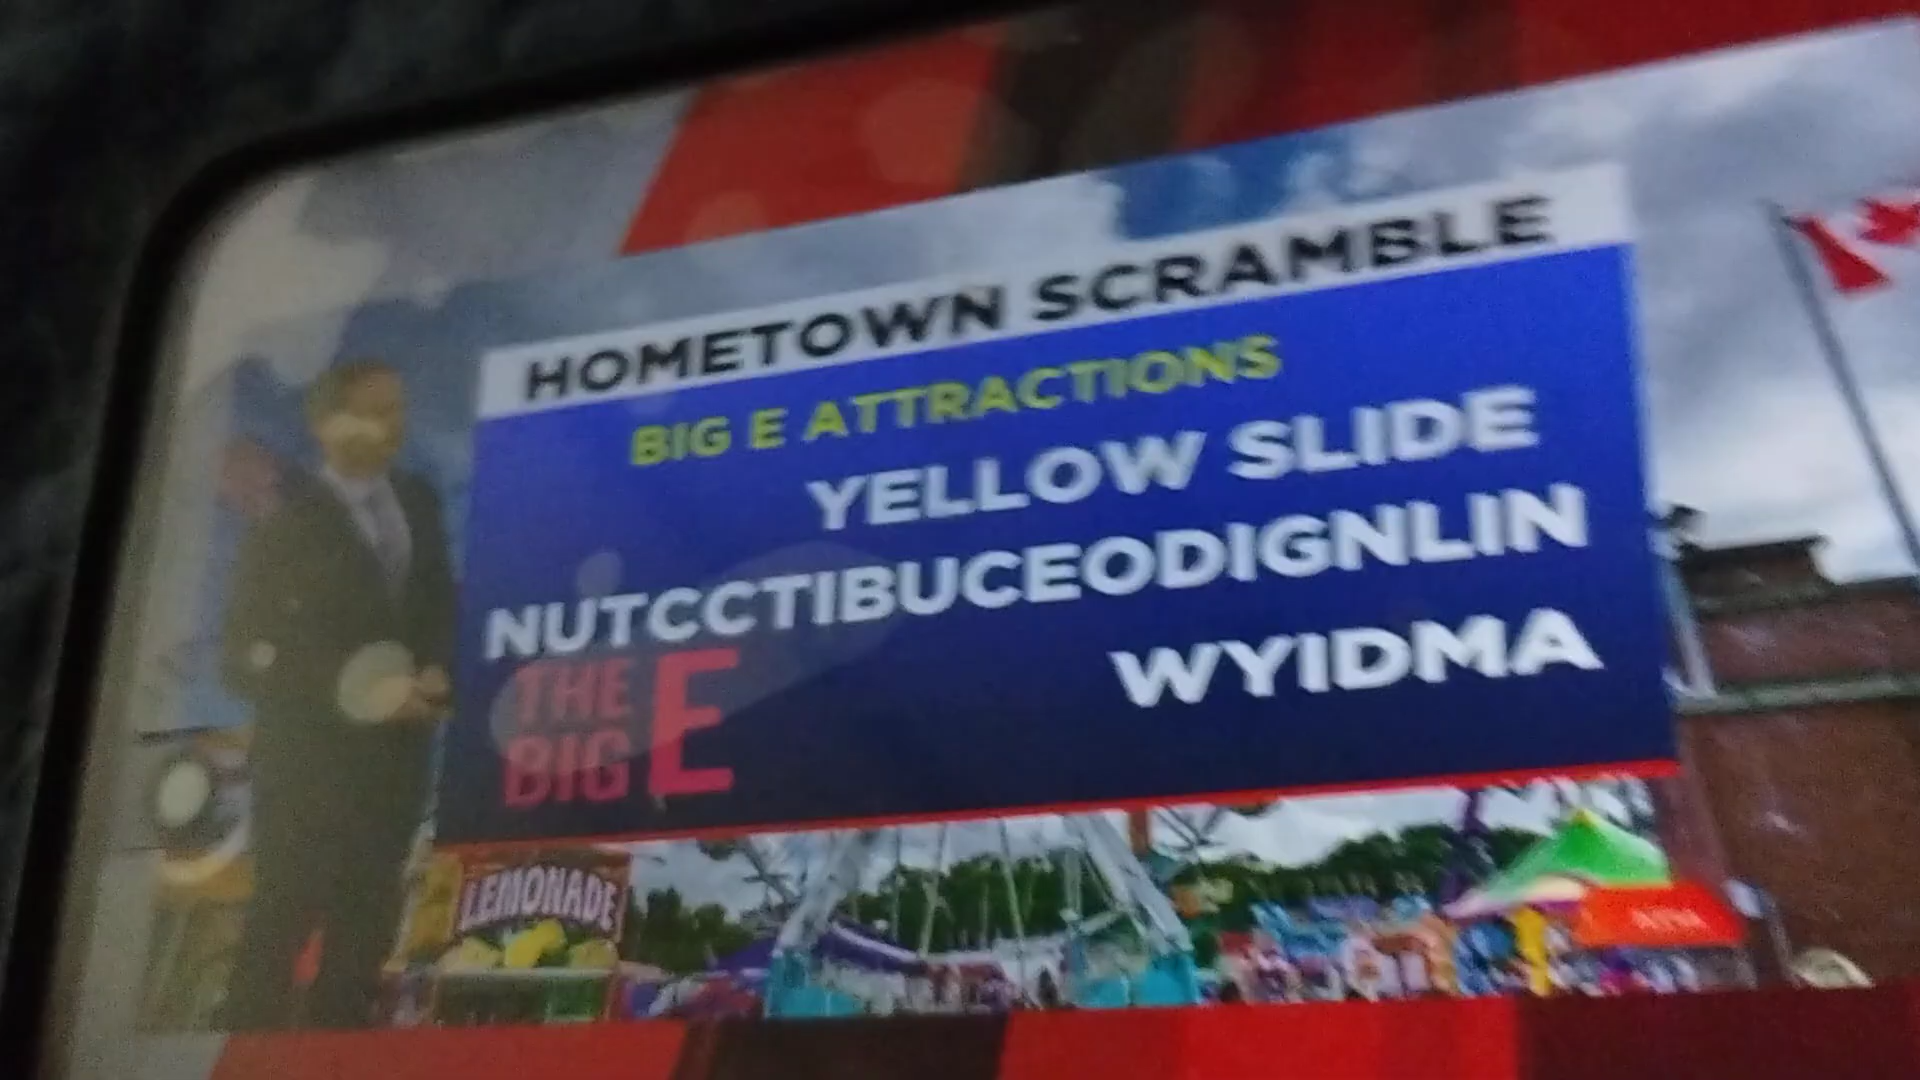 HOMETOWN SCRAMBLE
BIG E ATTRACTIONS
YELLOW SLIDE
NUTCCTIBUCEODIGNLIN
WYIDMA
THE
BIG E
LEMONADE